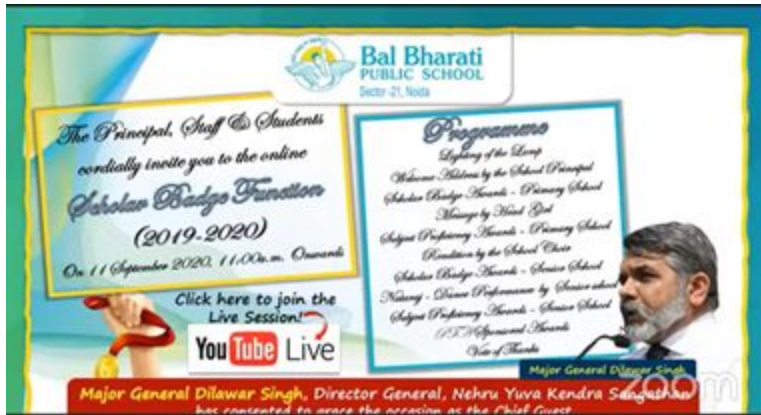 Bal Bharati
PUBLIC SCHOOL
Sector -21, Noida
The Principal, Staff & Students
cordially invite you to the online
Scholar Badge Function
(2019-2020)
On 11 September 2020, 11.00a.m. Onwards
Click here to join the
Live Session!
YouTube Live
Programme
Lighting of the Lamp
Welcome Address by the School Principal
Scholar Badge Awards - Primary School
Message by Head Girl
Subject Proficiency Awards - Primary School
Rendition by the School Choir
Scholar Badge Awards - Senior School
- Dance Performance by Senior school
Subject Proficiency Awards - Senior School
PTA Sponsored Awards
Vote of Thanks
Major General Dilawar Singh
zoom
Major General Dilawar Singh, Director General, Nehru Yuva Kendra Sangathan
has consented to grace the occasion as the Chief Guest